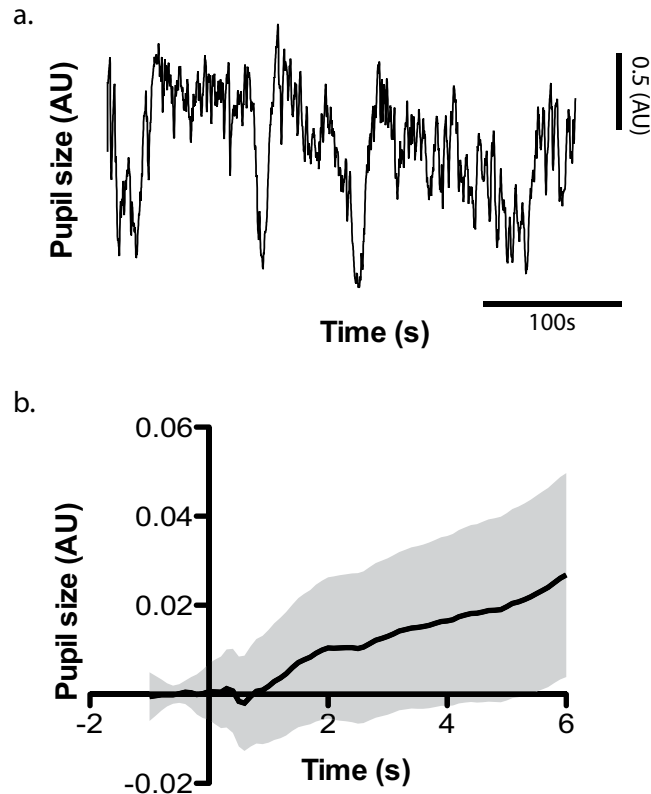 a.
Pupil size (AU)
0.5 (AU)
100s
Time (s)
b.
Pupil size (AU)
0.06
0.04
0.02
-0.02
-2
2
4
6
Time (s)